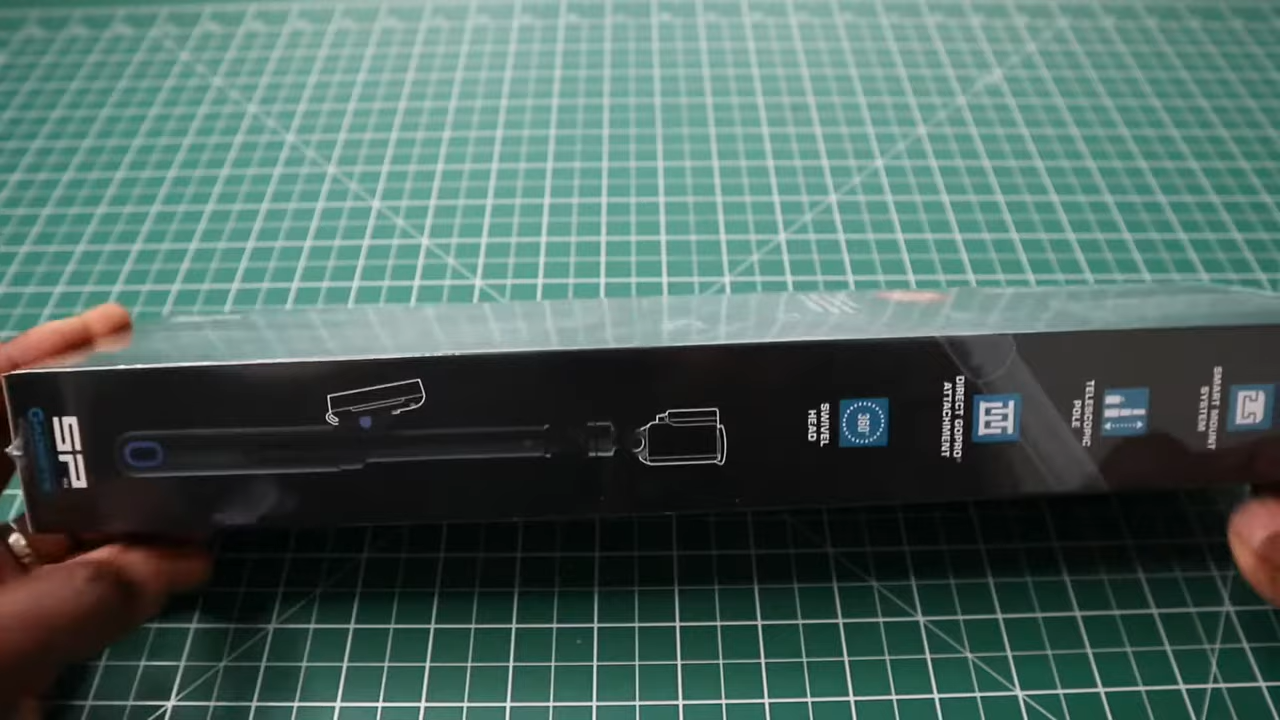 SP
SWIVEL
HEAD
360°
DIRECT GOPRO®
ATTACHMENT
TELESCOPIC
POLE
SMART MOUNT
SYSTEM